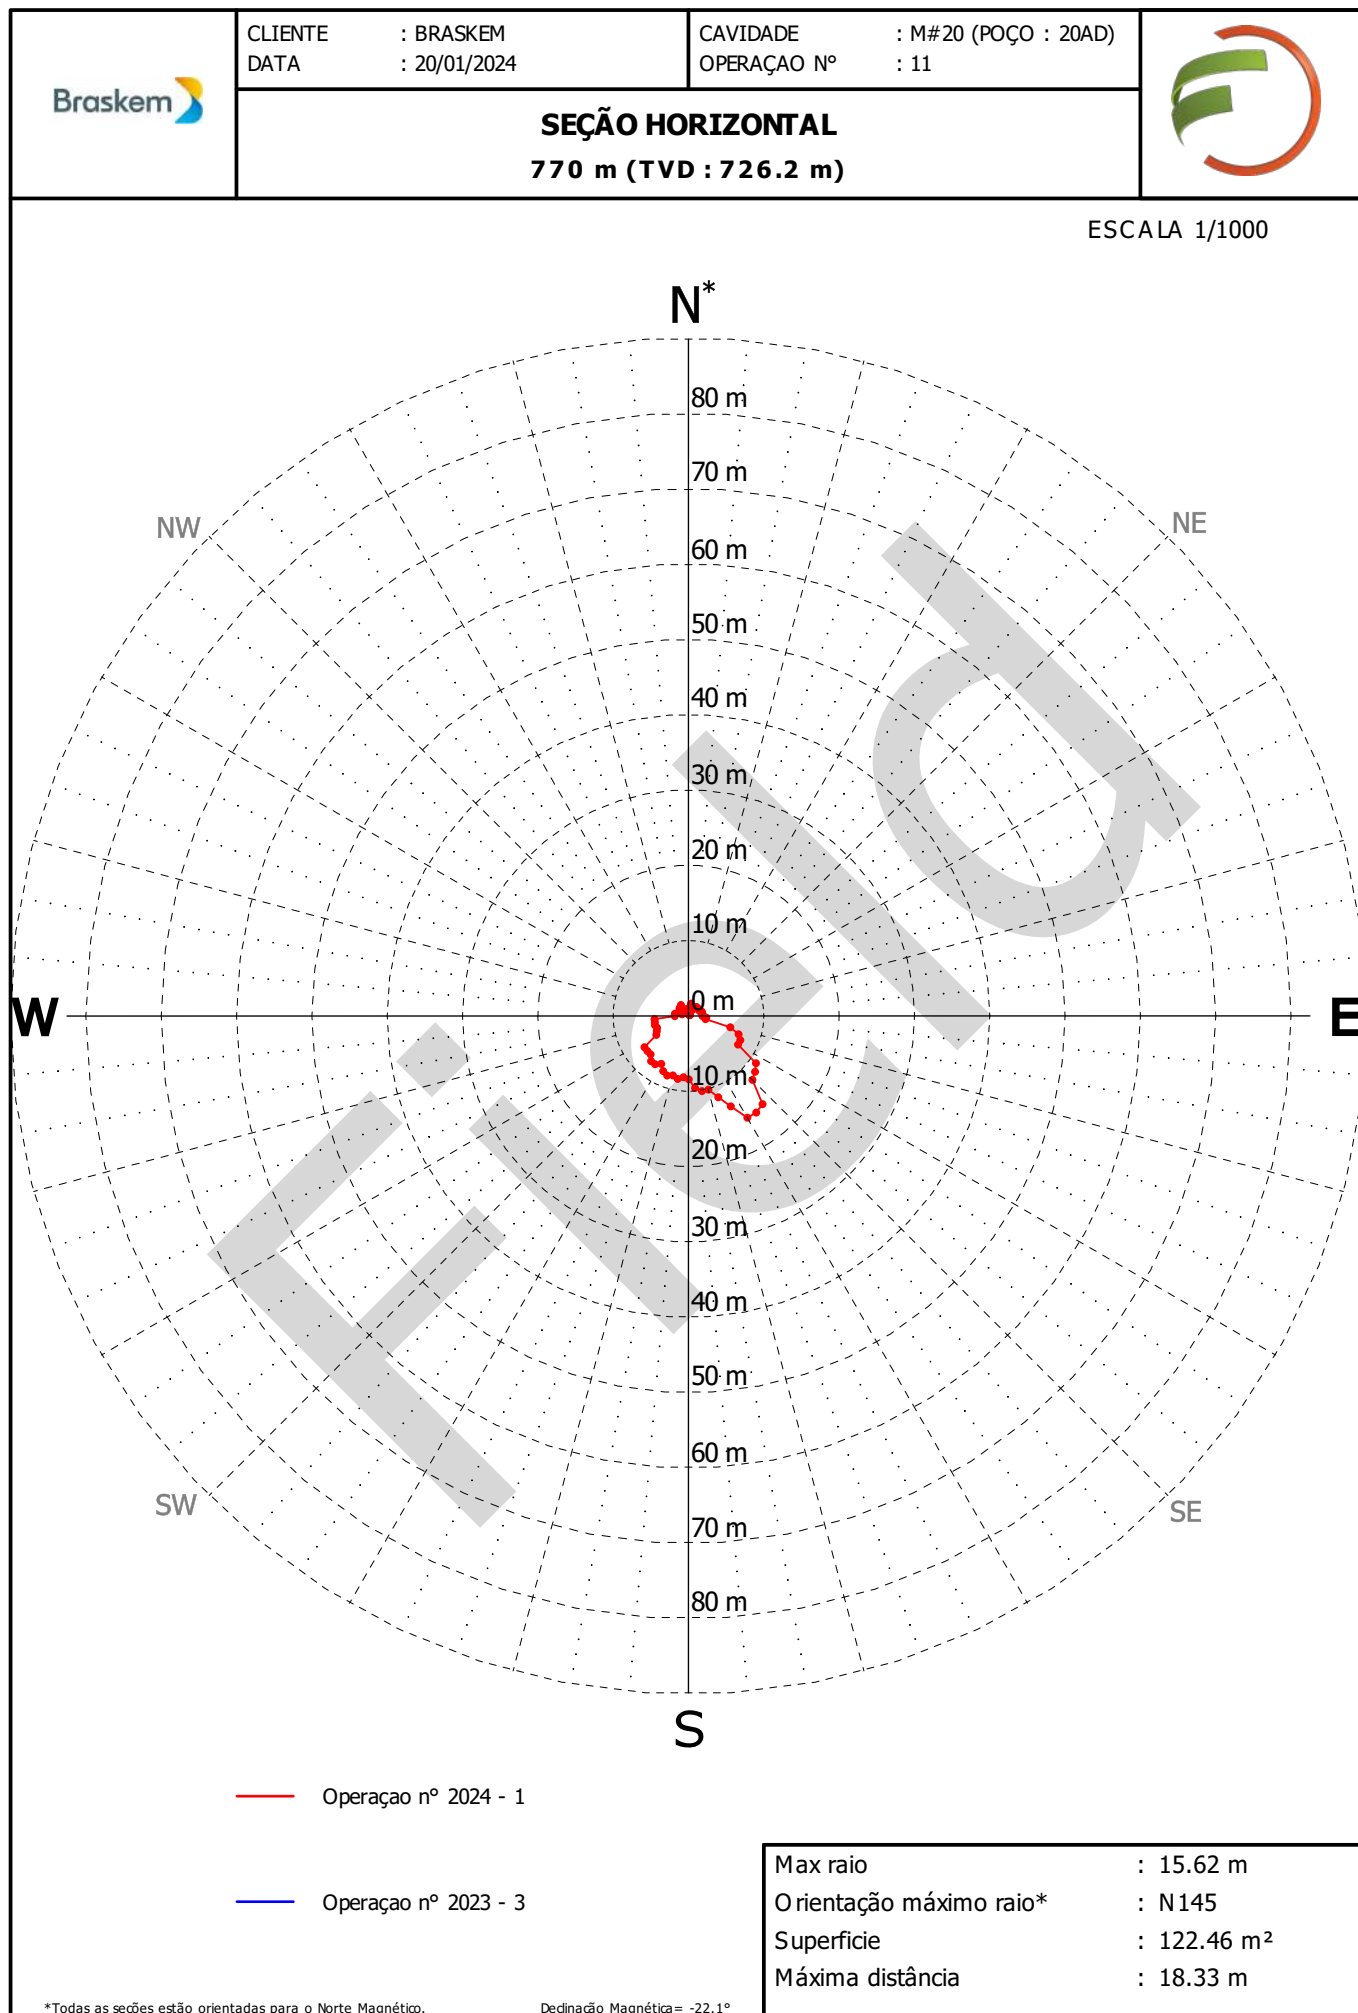 Braskem
CLIENTE : BRASKEM
DATA : 20/01/2024
CAVIDADE : M#20 (POÇO : 20AD)
OPERAÇAO N° : 11
SEÇÃO HORIZONTAL
770 m (TVD : 726.2 m)
ESCALA 1/1000
N*
80 m
70 m
NW
NE
60 m
50 m
40 m
30 m
20 m
10 m
0 m
W
E
10 m
20 m
30 m
40 m
50 m
60 m
SW
SE
70 m
80 m
S
Field
Operaçao n° 2024 - 1
Operaçao n° 2023 - 3
Max raio : 15.62 m
Orientação máximo raio* : N145
Superficie : 122.46 m²
Máxima distância : 18.33 m
*Todas as seções estão orientadas para o Norte Magnético. Declinação Magnética= -22.1°